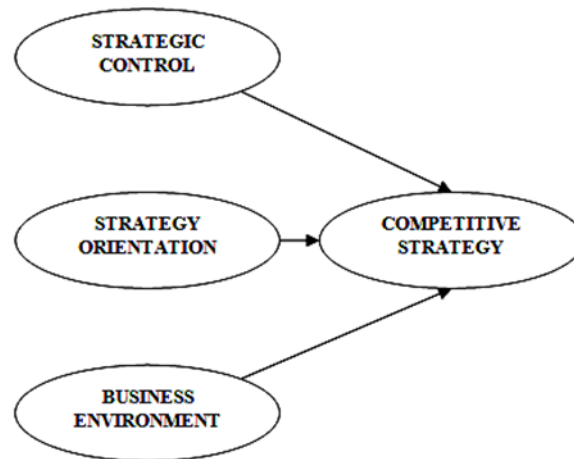 STRATEGIC
CONTROL
STRATEGY
ORIENTATION
COMPETITIVE
STRATEGY
BUSINESS
ENVIRONMENT